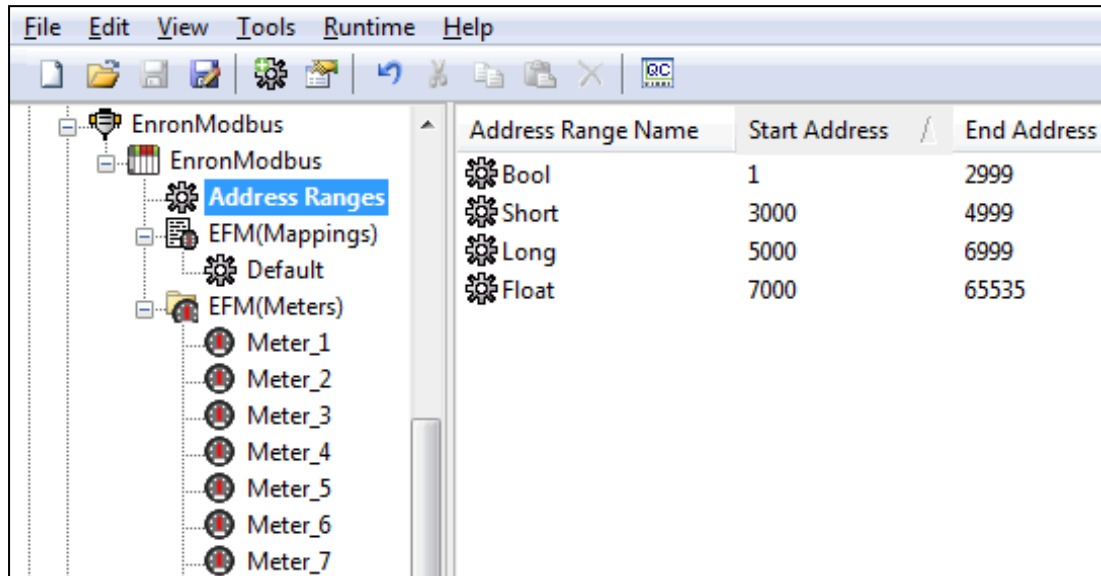 File Edit View Tools Runtime Help
QC
EnronModbus
EnronModbus
Address Ranges
EFM(Mappings)
Default
EFM(Meters)
Meter_1
Meter_2
Meter_3
Meter_4
Meter_5
Meter_6
Meter_7
Address Range Name Start Address End Address
Bool 1 2999
Short 3000 4999
Long 5000 6999
Float 7000 65535